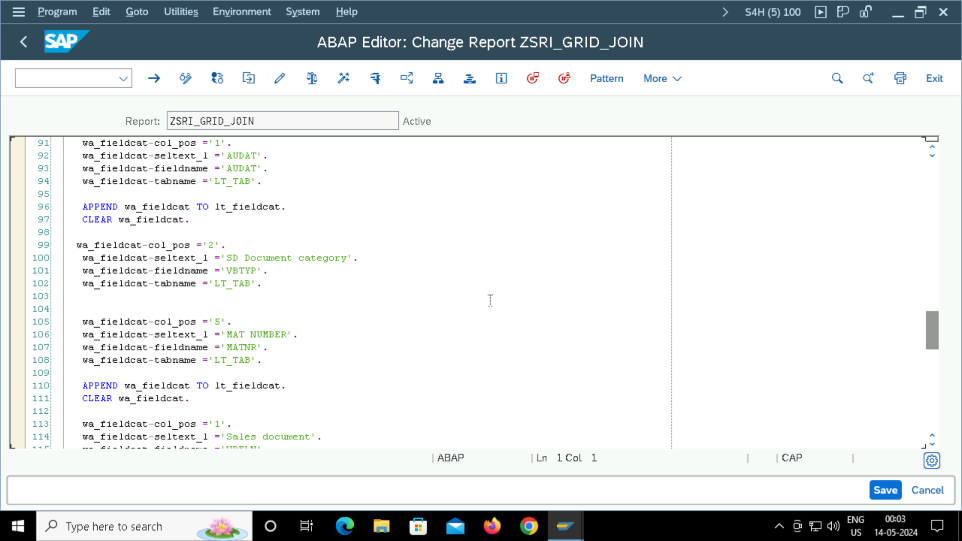 Program Edit Goto Utilities Environment System Help S4H (5) 100
SAP ABAP Editor: Change Report ZSRI_GRID_JOIN
Pattern More Exit
Report: ZSRI_GRID_JOIN Active
91 wa_fieldcat-col_pos ='1'.
92 wa_fieldcat-seltext_l ='AUDAT'.
93 wa_fieldcat-fieldname ='AUDAT'.
94 wa_fieldcat-tabname ='LT_TAB'.
95
96 APPEND wa_fieldcat TO lt_fieldcat.
97 CLEAR wa_fieldcat.
98
99 wa_fieldcat-col_pos ='2'.
100 wa_fieldcat-seltext_l ='SD Document category'.
101 wa_fieldcat-fieldname ='VBTYP'.
102 wa_fieldcat-tabname ='LT_TAB'.
103
104
105 wa_fieldcat-col_pos ='5'.
106 wa_fieldcat-seltext_l ='MAT NUMBER'.
107 wa_fieldcat-fieldname ='MATNR'.
108 wa_fieldcat-tabname ='LT_TAB'.
109
110 APPEND wa_fieldcat TO lt_fieldcat.
111 CLEAR wa_fieldcat.
112
113 wa_fieldcat-col_pos ='1'.
114 wa_fieldcat-seltext_l ='Sales document'.
ABAP Ln 1 Col 1 CAP
Save Cancel
Type here to search
ENG
US
00:03
14-05-2024